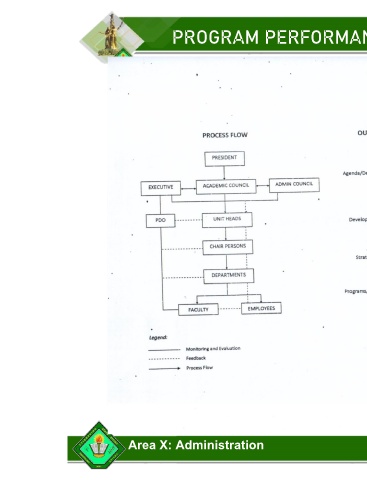 PROGRAM PERFORMAN
PROCESS FLOW
OU
PRESIDENT
Agenda/De
EXECUTIVE
ACADEMIC COUNCIL
ADMIN COUNCIL
PDO
UNIT HEADS
Develop
CHAIR PERSONS
Strat
DEPARTMENTS
Programs,
FACULTY
EMPLOYEES
Legend:
Monitoring and Evaluation
Feedback
Process Flow
Area X: Administration